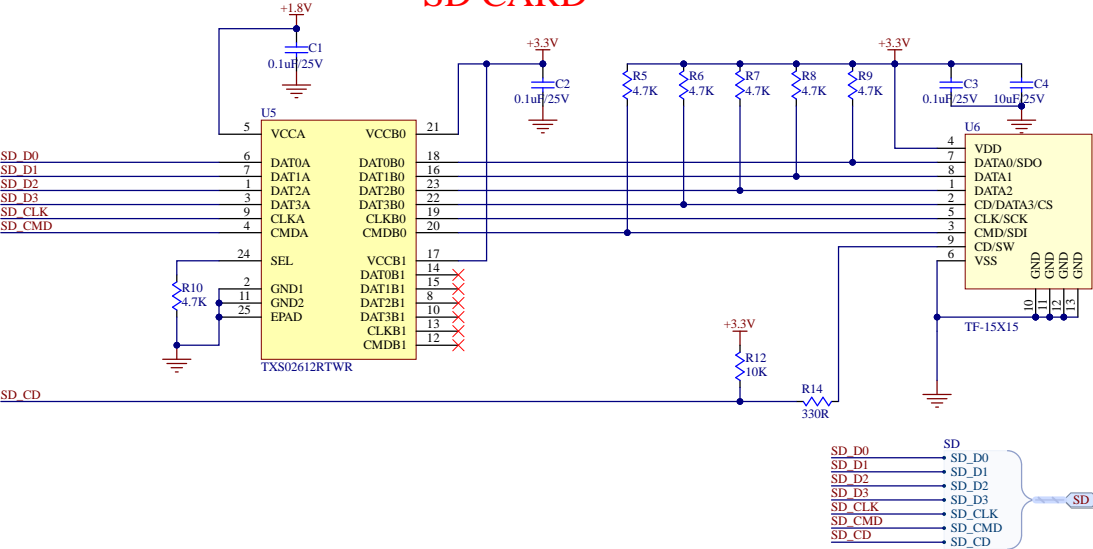 SD CARD
+1.8V
C1
0.1uF/25V
+3.3V
C2
0.1uF/25V
R5
4.7K
R6
4.7K
R7
4.7K
R8
4.7K
R9
4.7K
+3.3V
C3
0.1uF/25V
C4
10uF/25V
U5
5 VCCA VCCB0 21
SD_D0 6 DAT0A DAT0B0 18
SD_D1 7 DAT1A DAT1B0 16
SD_D2 1 DAT2A DAT2B0 23
SD_D3 3 DAT3A DAT3B0 22
SD_CLK 9 CLKA CLKB0 19
SD_CMD 4 CMDA CMDB0 20
24 SEL VCCB1 17
DAT0B1 14
2 GND1 DAT1B1 15
11 GND2 DAT2B1 8
25 EPAD DAT3B1 10
CLKB1 13
CMDB1 12
TXS02612RTWR
R10
4.7K
U6
4 VDD
7 DATA0/SDO
8 DATA1
1 DATA2
2 CD/DATA3/CS
5 CLK/SCK
3 CMD/SDI
9 CD/SW
6 VSS
GND GND GND GND
10 11 12 13
TF-15X15
+3.3V
R12
10K
SD_CD
R14
330R
SD
SD_D0 SD_D0
SD_D1 SD_D1
SD_D2 SD_D2
SD_D3 SD_D3
SD_CLK SD_CLK
SD_CMD SD_CMD
SD_CD SD_CD
SD